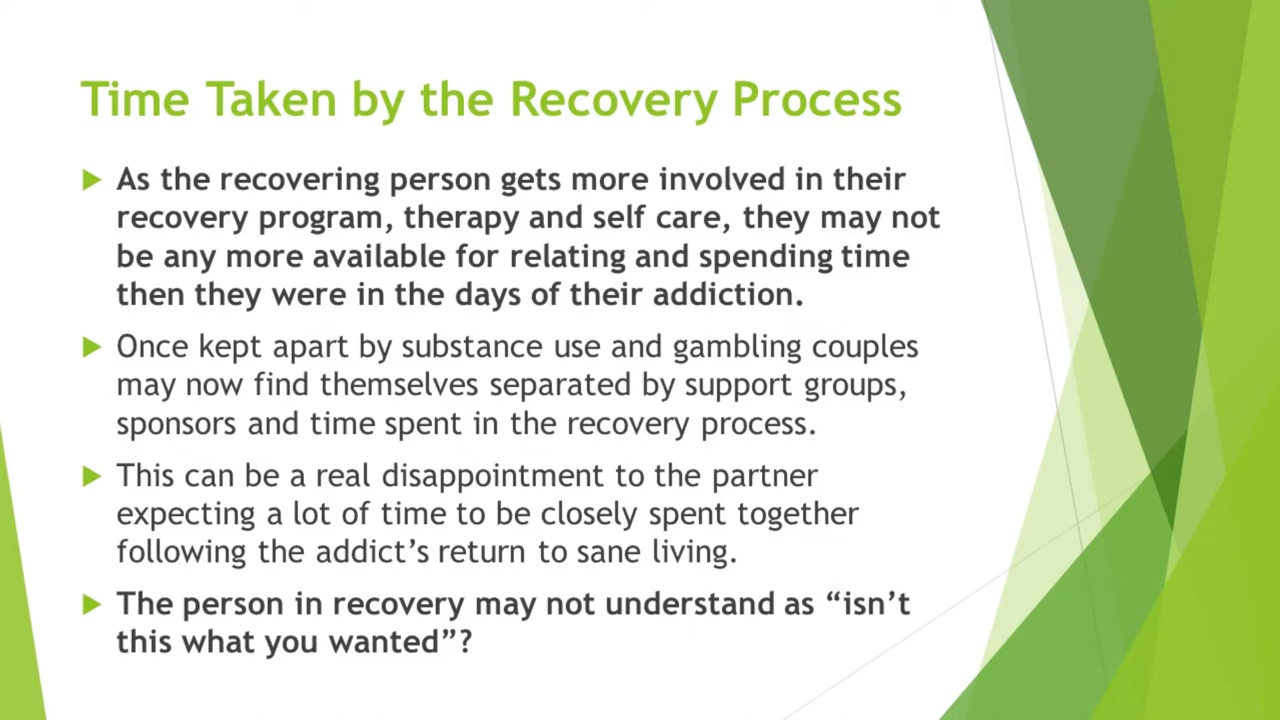 Time Taken by the Recovery Process
As the recovering person gets more involved in their
recovery program, therapy and self care, they may not
be any more available for relating and spending time
then they were in the days of their addiction.
Once kept apart by substance use and gambling couples
may now find themselves separated by support groups,
sponsors and time spent in the recovery process.
This can be a real disappointment to the partner
expecting a lot of time to be closely spent together
following the addict’s return to sane living.
The person in recovery may not understand as “isn’t
this what you wanted”?